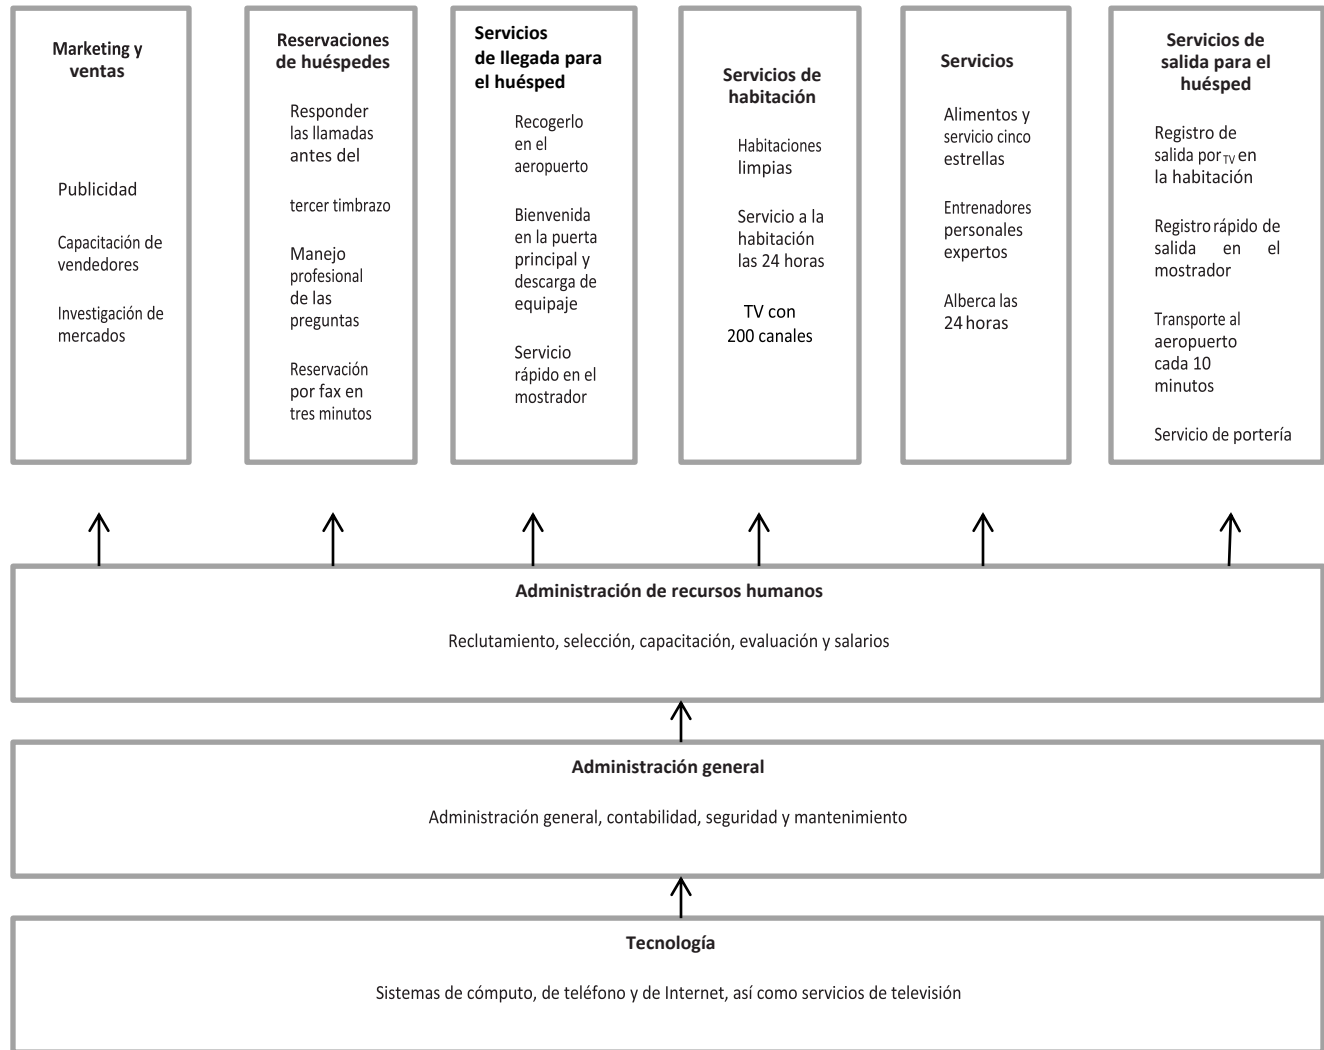 Marketing y
ventas
Publicidad
Capacitación de
vendedores
Investigación de
mercados
Reservaciones
de huéspedes
Responder
las llamadas
antes del
tercer timbrazo
Manejo
profesional
de las
preguntas
Reservación
por fax en
tres minutos
Servicios
de llegada para
el huésped
Recogerlo
en el
aeropuerto
Bienvenida
en la puerta
principal y
descarga de
equipaje
Servicio
rápido en el
mostrador
Servicios de
habitación
Habitaciones
limpias
Servicio a la
habitación
las 24 horas
TV con
200 canales
Servicios
Alimentos y
servicio cinco
estrellas
Entrenadores
personales
expertos
Alberca las
24 horas
Servicios de
salida para el
huésped
Registro de
salida por TV en
la habitación
Registro rápido de
salida en el
mostrador
Transporte al
aeropuerto
cada 10
minutos
Servicio de portería
Administración de recursos humanos
Reclutamiento, selección, capacitación, evaluación y salarios
Administración general
Administración general, contabilidad, seguridad y mantenimiento
Tecnología
Sistemas de cómputo, de teléfono y de Internet, así como servicios de televisión